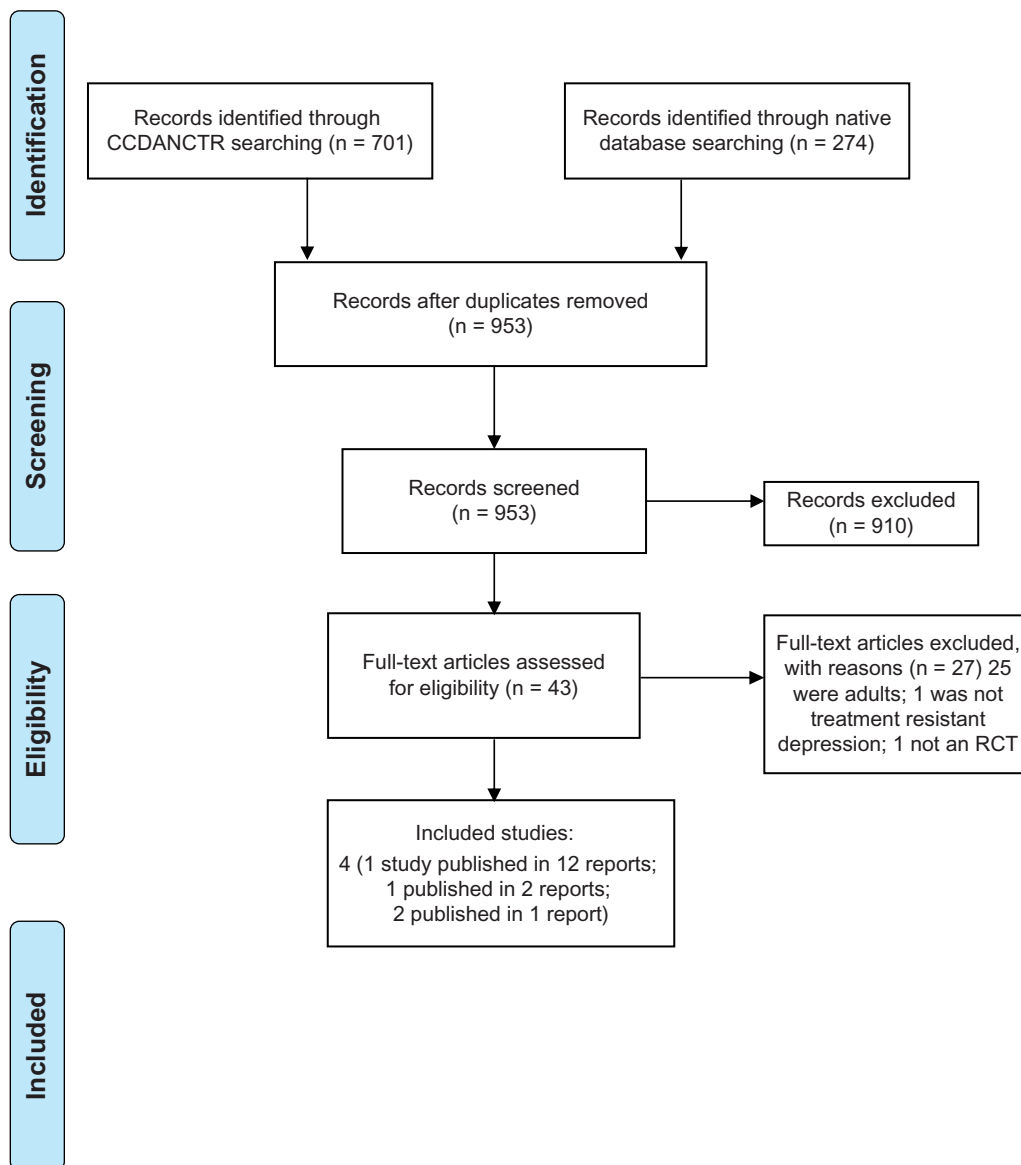 Identification
Records identified through
CCDANCTR searching (n = 701)
Records identified through native
database searching (n = 274)
Records after duplicates removed
(n = 953)
Screening
Records screened
(n = 953)
Records excluded
(n = 910)
Eligibility
Full-text articles assessed
for eligibility (n = 43)
Full-text articles excluded,
with reasons (n = 27) 25
were adults; 1 was not
treatment resistant
depression; 1 not an RCT
Included studies:
4 (1 study published in 12 reports;
1 published in 2 reports;
2 published in 1 report)
Included